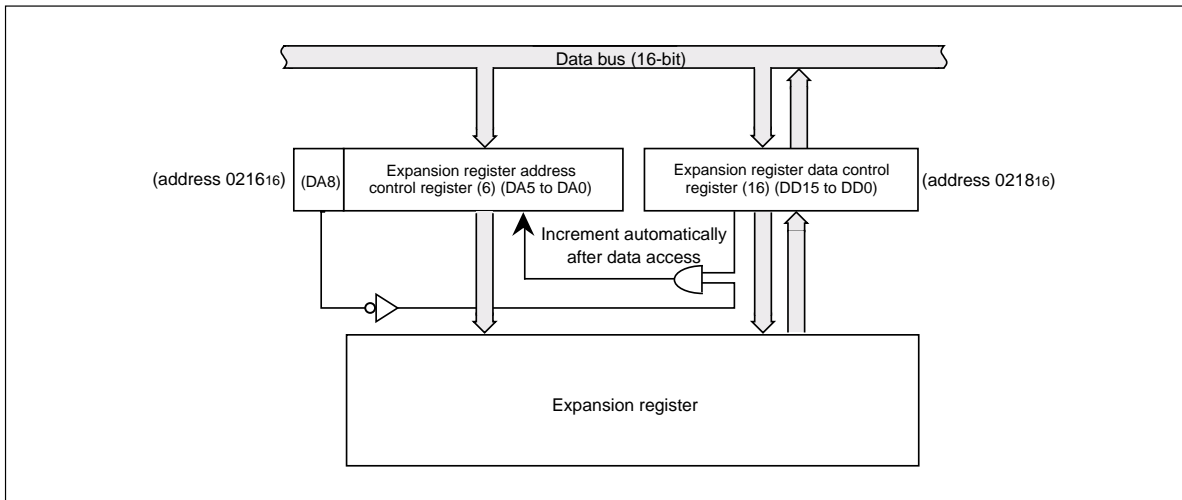 Data bus (16-bit)
(address 021616)
(DA8)
Expansion register address
control register (6) (DA5 to DA0)
Expansion register data control
register (16) (DD15 to DD0)
(address 021816)
Increment automatically
after data access
Expansion register